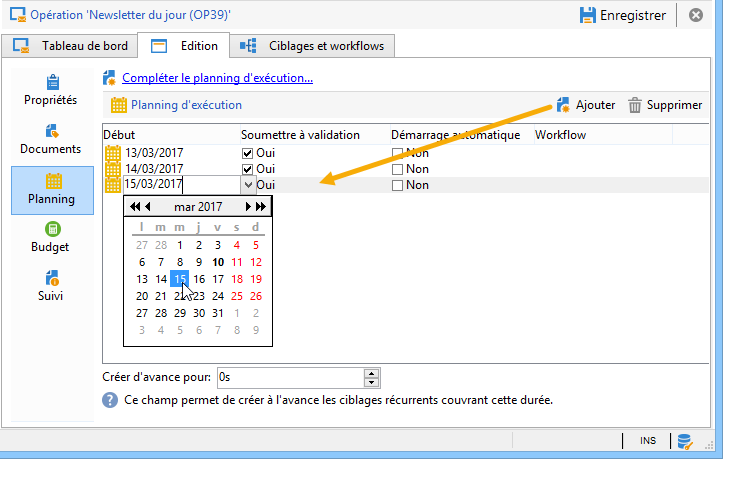 Opération 'Newsletter du jour (OP39)' Enregistrer
Tableau de bord Edition Ciblages et workflows
Propriétés
Documents
Planning
Budget
Suivi
Compléter le planning d'exécution...
Planning d'exécution Ajouter Supprimer
Début Soumettre à validation Démarrage automatique Workflow
13/03/2017 Oui Non
14/03/2017 Oui Non
15/03/2017 Oui Non
mar 2017
l m m j v s d
27 28 1 2 3 4 5
6 7 8 9 10 11 12
13 14 15 16 17 18 19
20 21 22 23 24 25 26
27 28 29 30 31 1 2
3 4 5 6 7 8 9
Créer d'avance pour: 0s
? Ce champ permet de créer à l'avance les ciblages récurrents couvrant cette durée.
INS